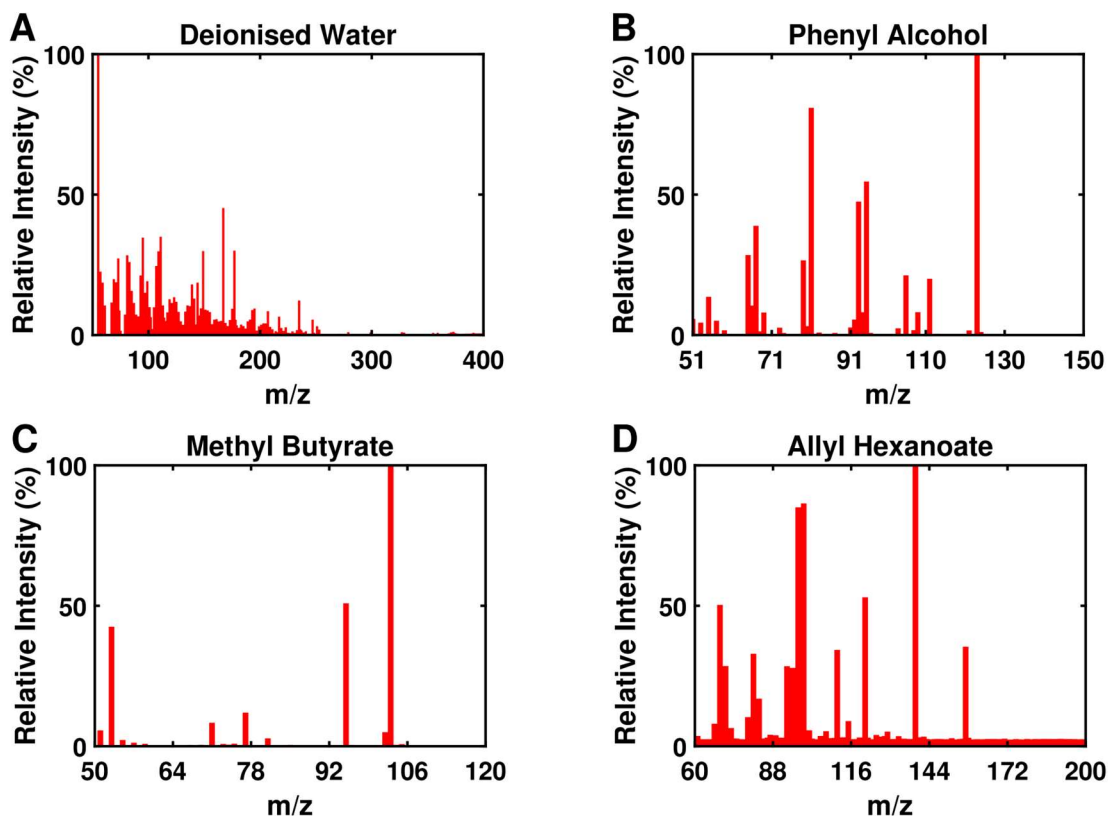 A
Deionised Water
Relative Intensity (%)
100
50
0
100 200 300 400
m/z
B
Phenyl Alcohol
Relative Intensity (%)
100
50
0
51 71 91 110 130 150
m/z
C
Methyl Butyrate
Relative Intensity (%)
100
50
0
50 64 78 92 106 120
m/z
D
Allyl Hexanoate
Relative Intensity (%)
100
50
0
60 88 116 144 172 200
m/z